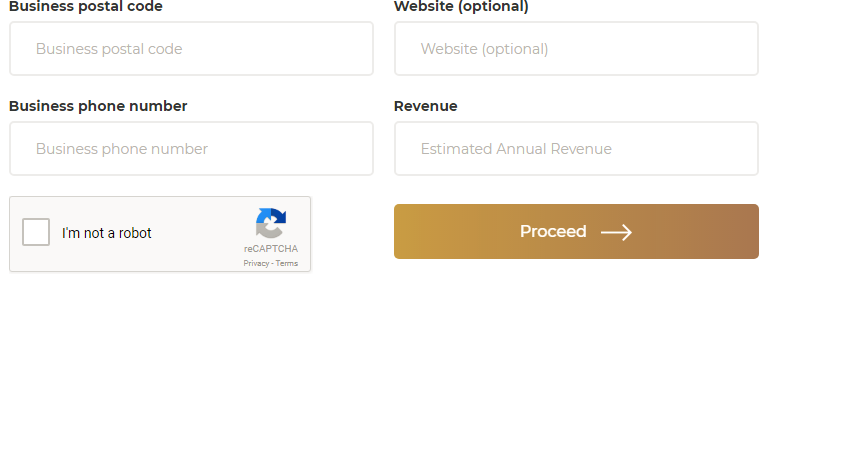 Business postal code
Website (optional)
Business postal code
Website (optional)
Business phone number
Revenue
Business phone number
Estimated Annual Revenue
I'm not a robot
reCAPTCHA
Privacy - Terms
Proceed